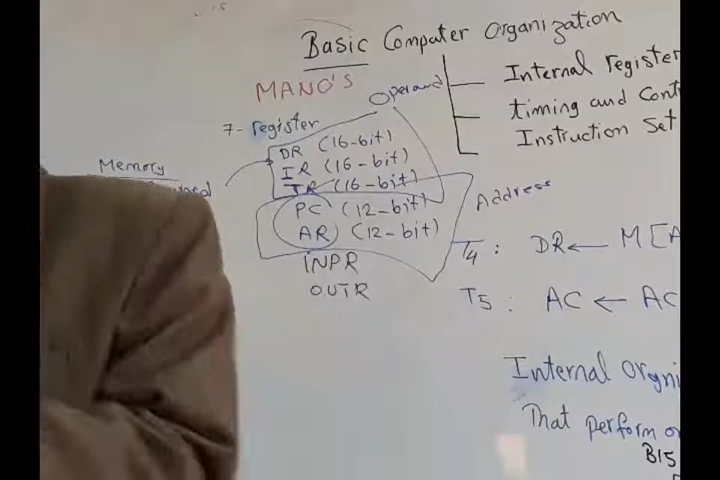 Basic Computer Organization
MANO'S
Internal register
timing and Cont
Instruction Set
Operand
7- register
DR (16-bit)
IR (16-bit)
TR (16-bit)
PC (12-bit)
AR (12-bit)
INPR
OUTR
Memory
Address
T4 : DR ← M[A
T5 : AC ← AC
Internal Orgni
That perform o
B15